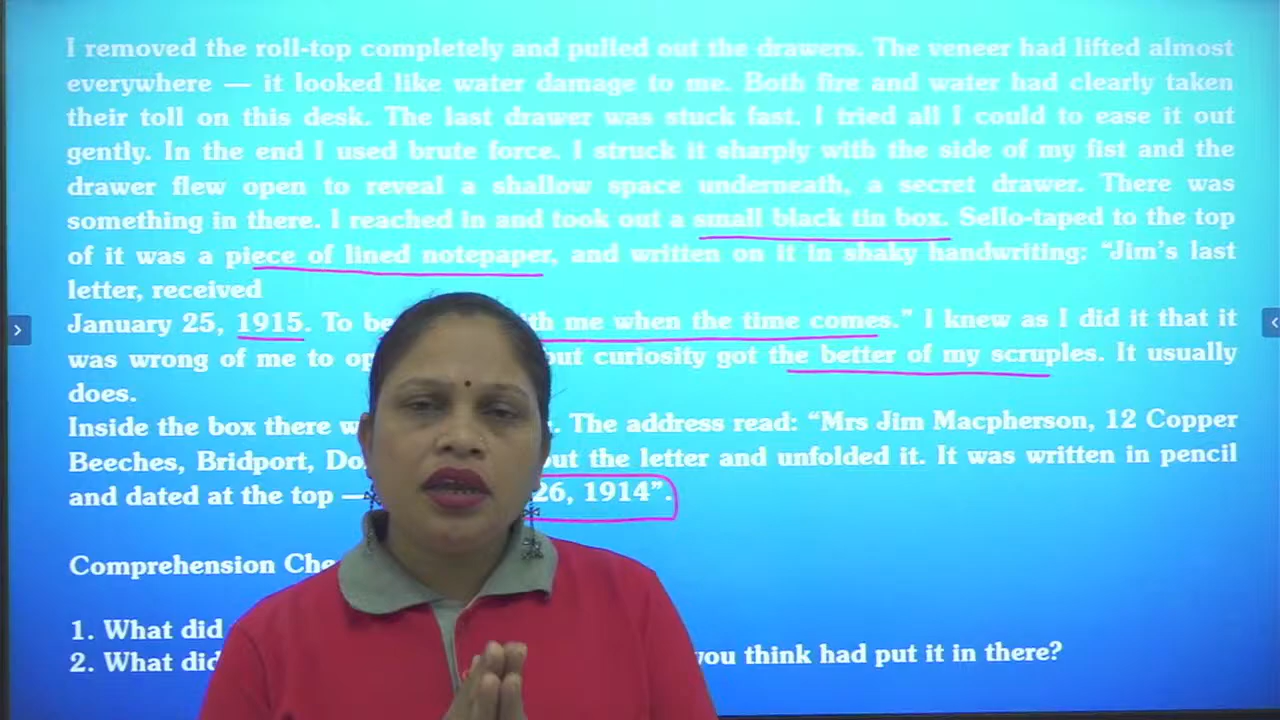 I removed the roll-top completely and pulled out the drawers. The veneer had lifted almost
everywhere — it looked like water damage to me. Both fire and water had clearly taken
their toll on this desk. The last drawer was stuck fast. I tried all I could to ease it out
gently. In the end I used brute force. I struck it sharply with the side of my fist and the
drawer flew open to reveal a shallow space underneath, a secret drawer. There was
something in there. I reached in and took out a small black tin box. Sello-taped to the top
of it was a piece of lined notepaper, and written on it in shaky handwriting: “Jim’s last
letter, received
January 25, 1915. To be me when the time comes.” I knew as I did it that it
was wrong of me to but curiosity got the better of my scruples. It usually
does.
Inside the box there The address read: “Mrs Jim Macpherson, 12 Copper
Beeches, Bridport, the letter and unfolded it. It was written in pencil
and dated at the top — 26, 1914”.
Comprehension
1. What did
2. What did you think had put it in there?